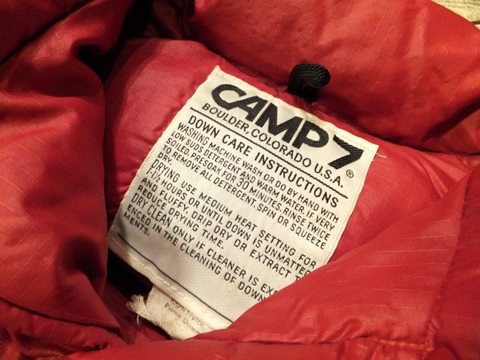 CAMP 7®
BOULDER, COLORADO U.S.A.
DOWN CARE INSTRUCTIONS
WASHING MACHINE WASH OR DO BY HAND WITH
LOW SUDS DETERGENT AND WARM WATER. IF VERY
SOILED, PRESOAK FOR 30 MINUTES. RINSE TWICE
TO REMOVE ALL DETERGENT. SPIN OR SQUEEZE
DRY.
DRYING USE MEDIUM HEAT SETTING FOR
HOURS OR UNTIL DOWN IS UNMATTED
AND FLUFFY. DRIP DRY OR EXTRACT T
REDUCE DRYING TIME.
DRY CLEAN ONLY IF CLEANER IS EX
ENCED IN THE CLEANING OF DOWN